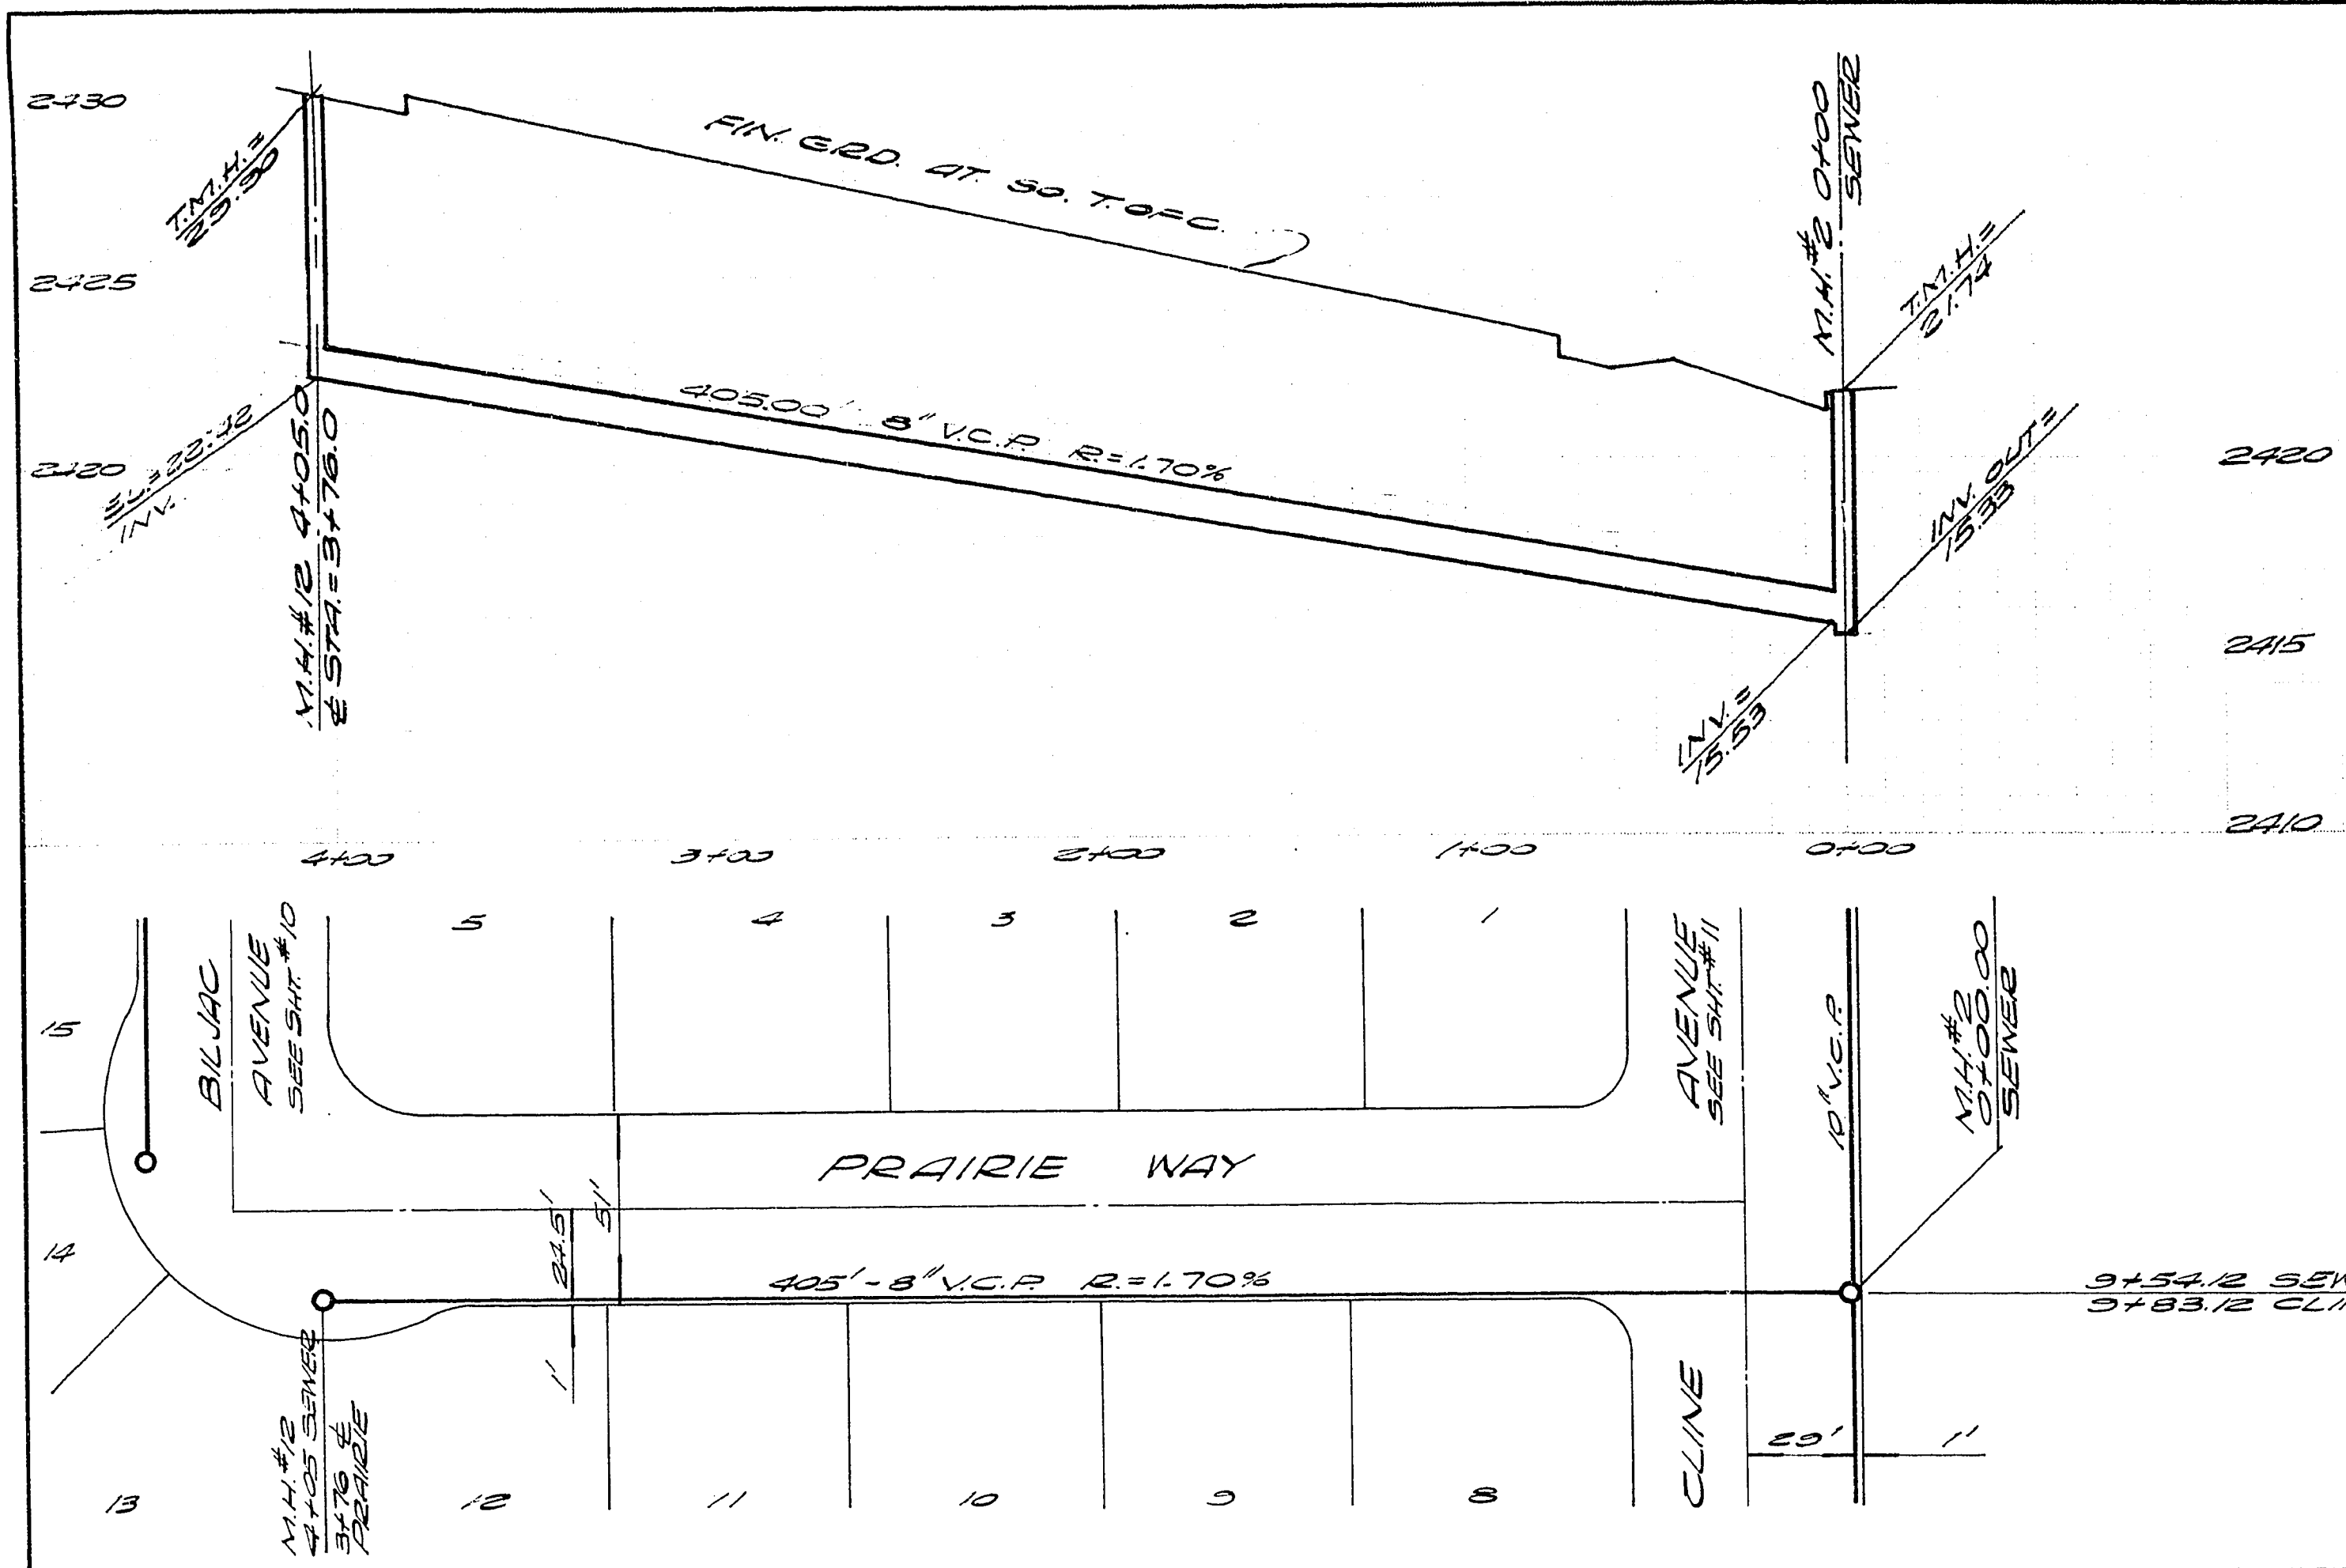 2430
2425
2420
T.M.H. =
29.90
EL. = 22.42
INV.
M.H. #12 4+05.0
℄ STA. = 3+76.0
FIN. GRD. AT SO. T. OF C.
405.00' - 8" V.C.P. R. = 1.70%
M.H. #2 0+00
SEWER
T.M.H. =
21.74
INV. OUT =
15.33
INV. =
15.53
2420
2415
2410
4+00
3+00
2+00
1+00
0+00
5
4
3
2
1
15
14
13
BILJAC
AVENUE
SEE SHT. #10
AVENUE
SEE SHT. #11
10" V.C.P.
M.H. #2
0+00.00
SEWER
PRAIRIE WAY
24.5'
51'
1'
405' - 8" V.C.P. R. = 1.70%
9+54.12 SEW
9+83.12 CLI
M.H. #12
4+05 SEWER
3+76 ℄
PRAIRIE
12
11
10
9
8
CLINE
29'
1'